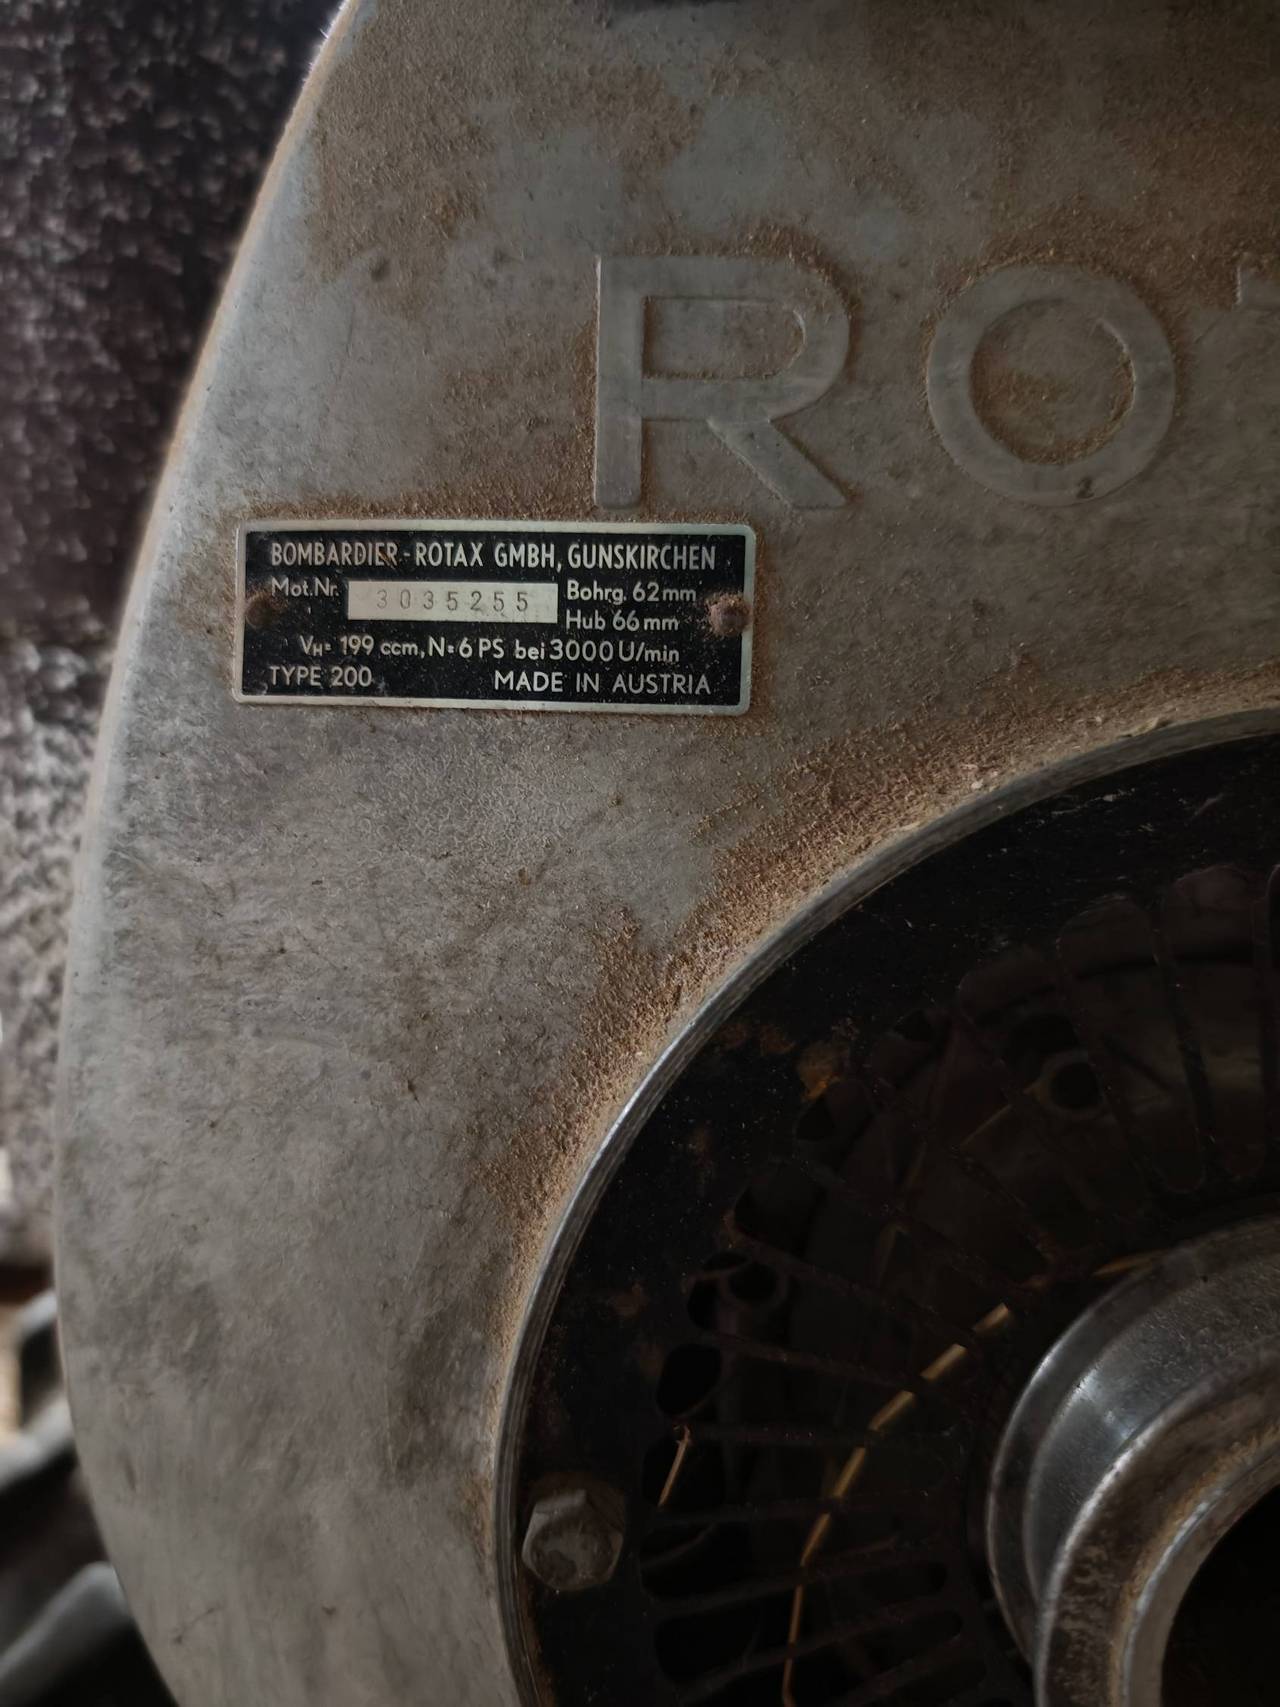 RO
BOMBARDIER-ROTAX GMBH, GUNSKIRCHEN
Mot.Nr. 3035255 Bohrg. 62mm
Hub 66mm
VH= 199 ccm, N=6 PS bei 3000 U/min
TYPE 200 MADE IN AUSTRIA